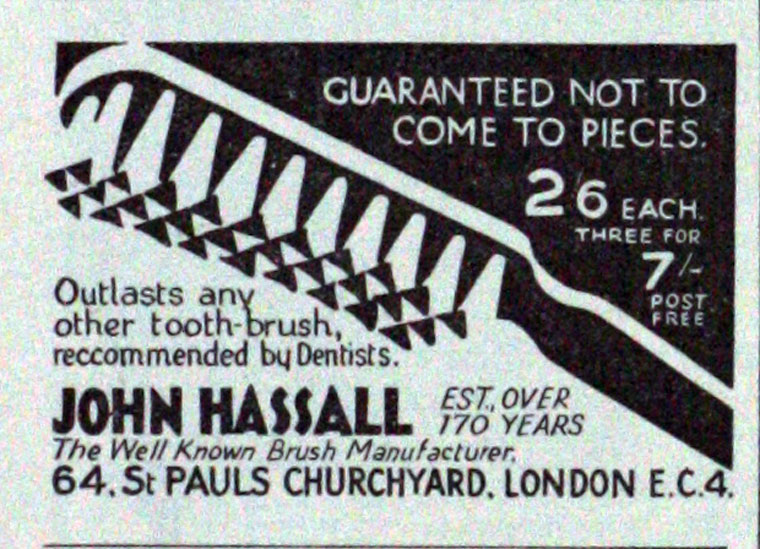 GUARANTEED NOT TO
COME TO PIECES.
2/6 EACH.
THREE FOR
7/-
POST
FREE
Outlasts any
other tooth-brush,
reccommended by Dentists.
JOHN HASSALL EST., OVER
170 YEARS
The Well Known Brush Manufacturer.
64. St PAULS CHURCHYARD. LONDON E.C.4.